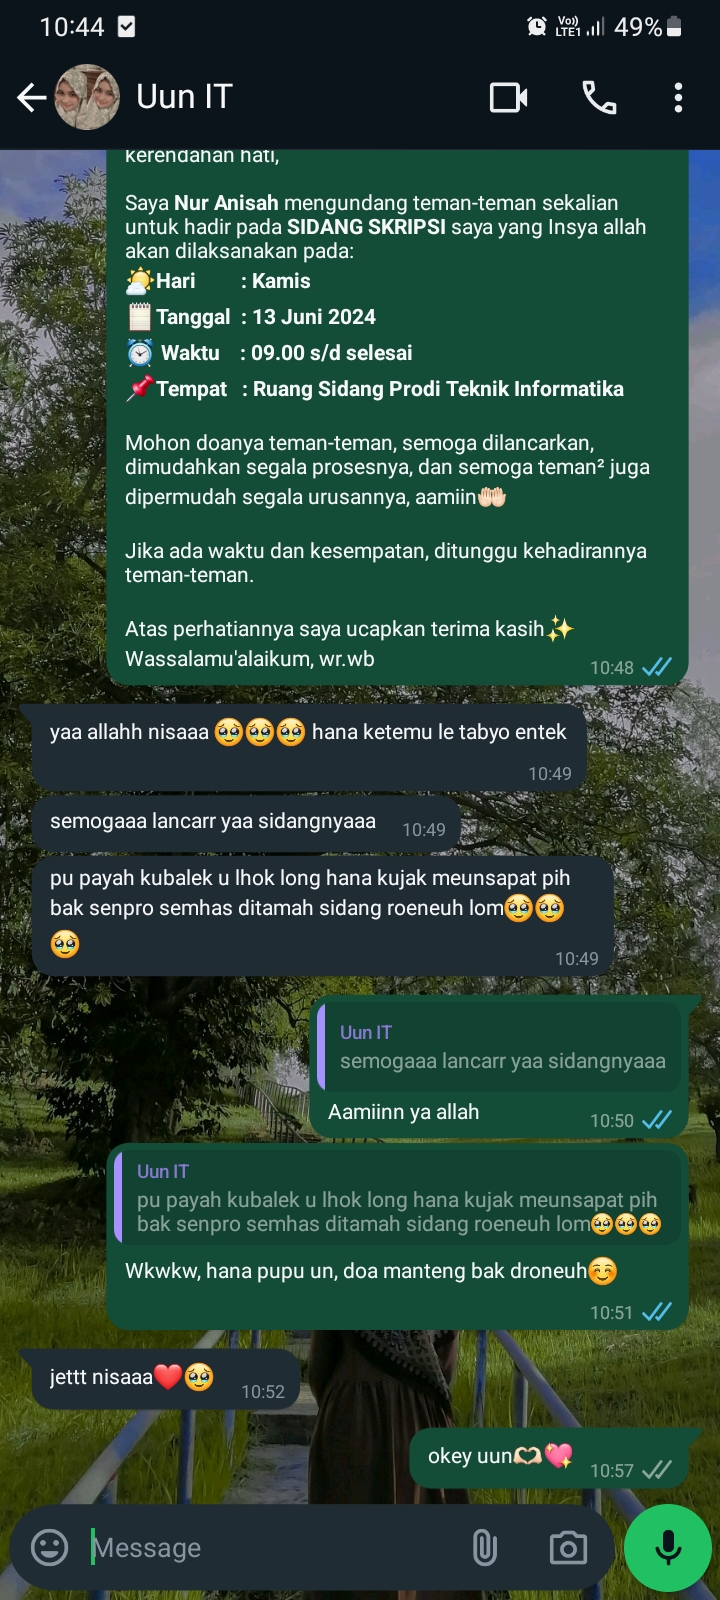 10:44
Vo))
LTE1
49%
Uun IT
kerendahan hati,
Saya Nur Anisah mengundang teman-teman sekalian
untuk hadir pada SIDANG SKRIPSI saya yang Insya allah
akan dilaksanakan pada:
🌤️Hari : Kamis
🗒️Tanggal : 13 Juni 2024
⏰ Waktu : 09.00 s/d selesai
📌Tempat : Ruang Sidang Prodi Teknik Informatika
Mohon doanya teman-teman, semoga dilancarkan,
dimudahkan segala prosesnya, dan semoga teman² juga
dipermudah segala urusannya, aamiin🤲🏻
Jika ada waktu dan kesempatan, ditunggu kehadirannya
teman-teman.
Atas perhatiannya saya ucapkan terima kasih✨
Wassalamu'alaikum, wr.wb
10:48
yaa allahh nisaaa 🥹🥹🥹 hana ketemu le tabyo entek
10:49
semogaaa lancarr yaa sidangnyaaa
10:49
pu payah kubalek u lhok long hana kujak meunsapat pih
bak senpro semhas ditamah sidang roeneuh lom🥹🥹
🥹
10:49
Uun IT
semogaaa lancarr yaa sidangnyaaa
Aamiinn ya allah
10:50
Uun IT
pu payah kubalek u lhok long hana kujak meunsapat pih
bak senpro semhas ditamah sidang roeneuh lom🥹🥹🥹
Wkwkw, hana pupu un, doa manteng bak droneuh☺️
10:51
jettt nisaaa❤️🥹
10:52
okey uun🫶🏻💖
10:57
Message